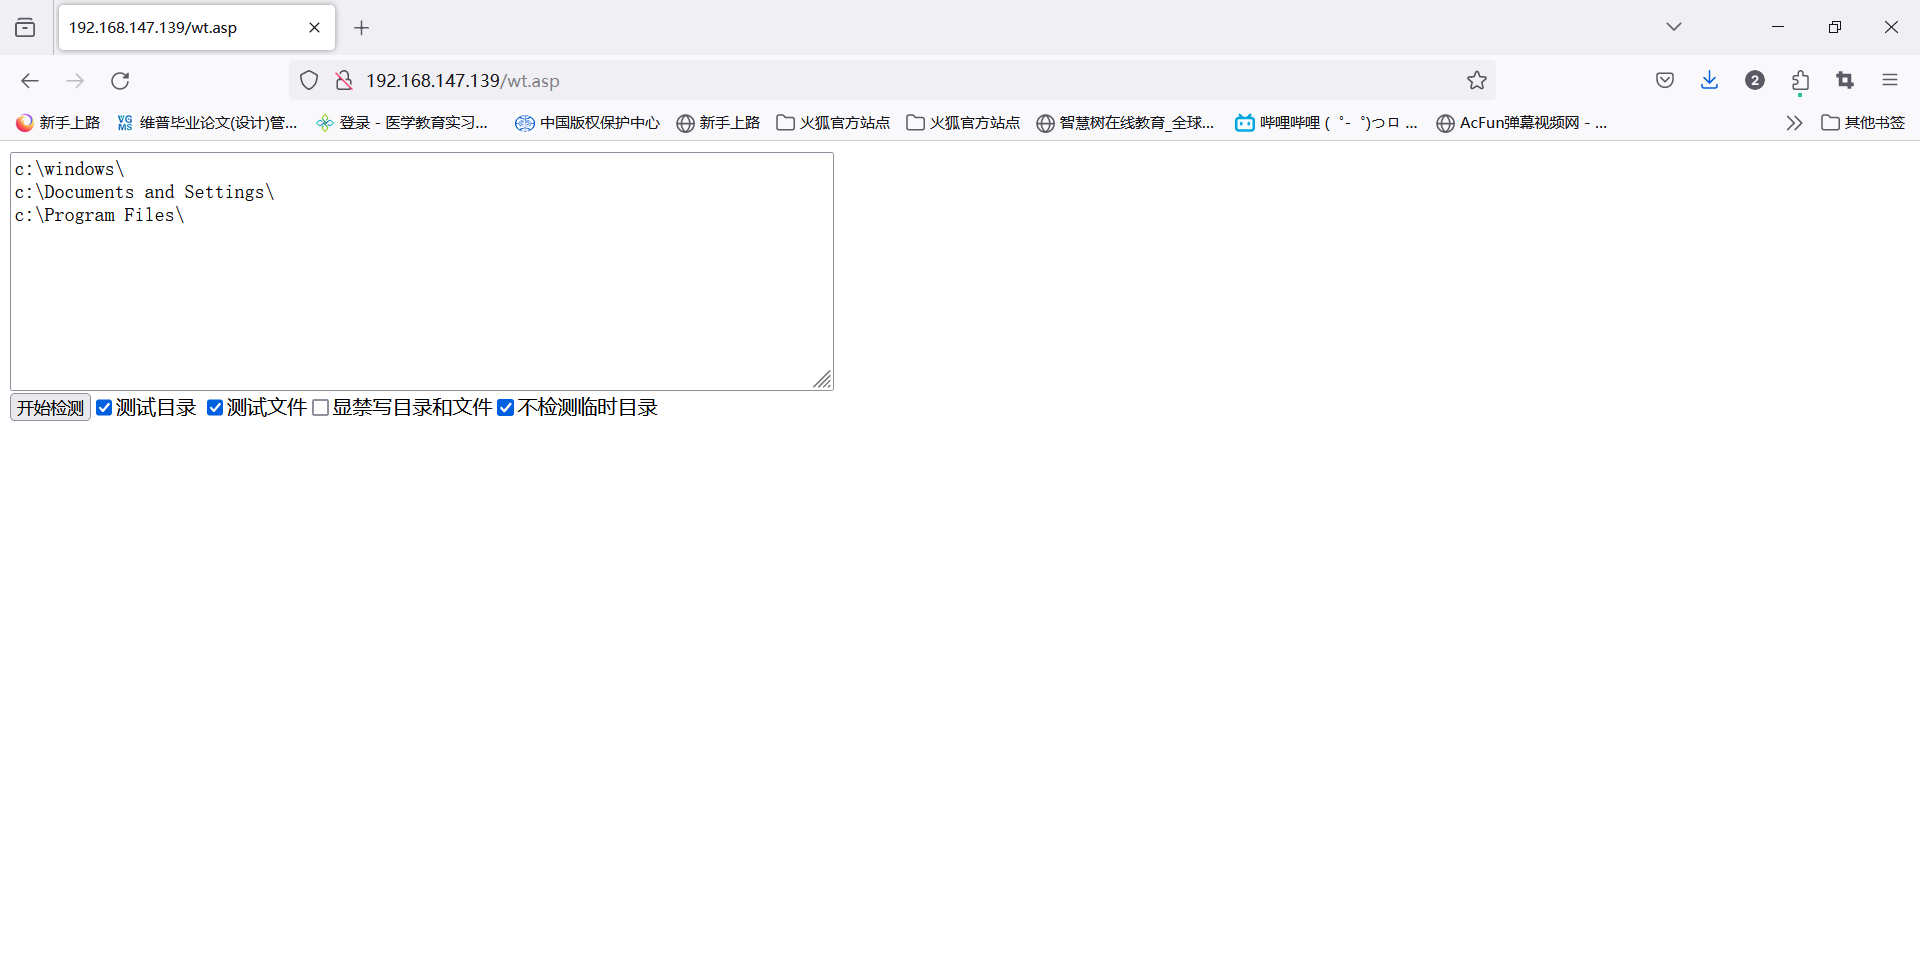 192.168.147.139/wt.asp
192.168.147.139/wt.asp
2
新手上路 维普毕业论文(设计)管... 登录 - 医学教育实习... 中国版权保护中心 新手上路 火狐官方站点 火狐官方站点 智慧树在线教育_全球... 哔哩哔哩 ( ゜- ゜)つロ ... AcFun弹幕视频网 - ... 其他书签
c:\windows\
c:\Documents and Settings\
c:\Program Files\
开始检测 测试目录 测试文件 显禁写目录和文件 不检测临时目录